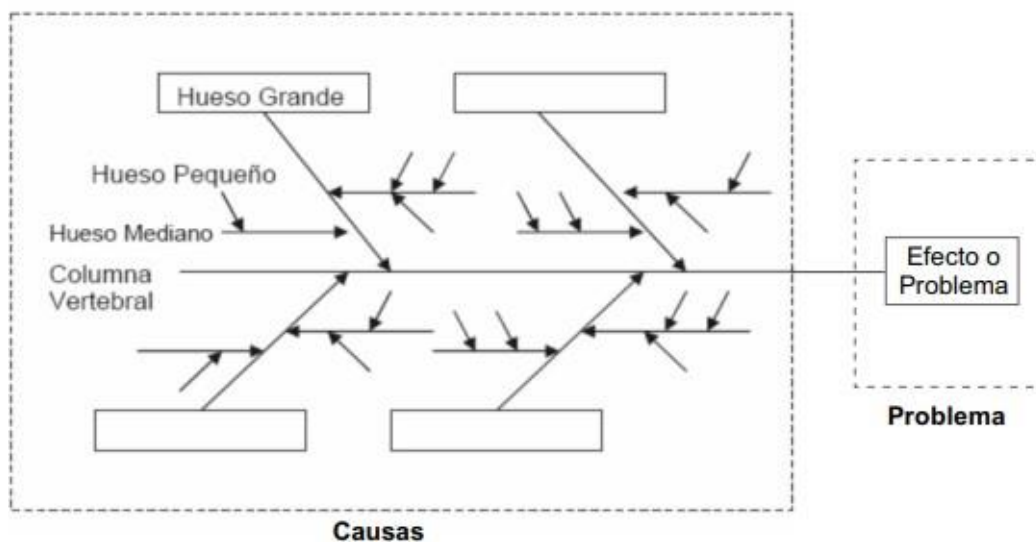 Hueso Grande
Hueso Pequeño
Hueso Mediano
Columna
Vertebral
Efecto o
Problema
Problema
Causas